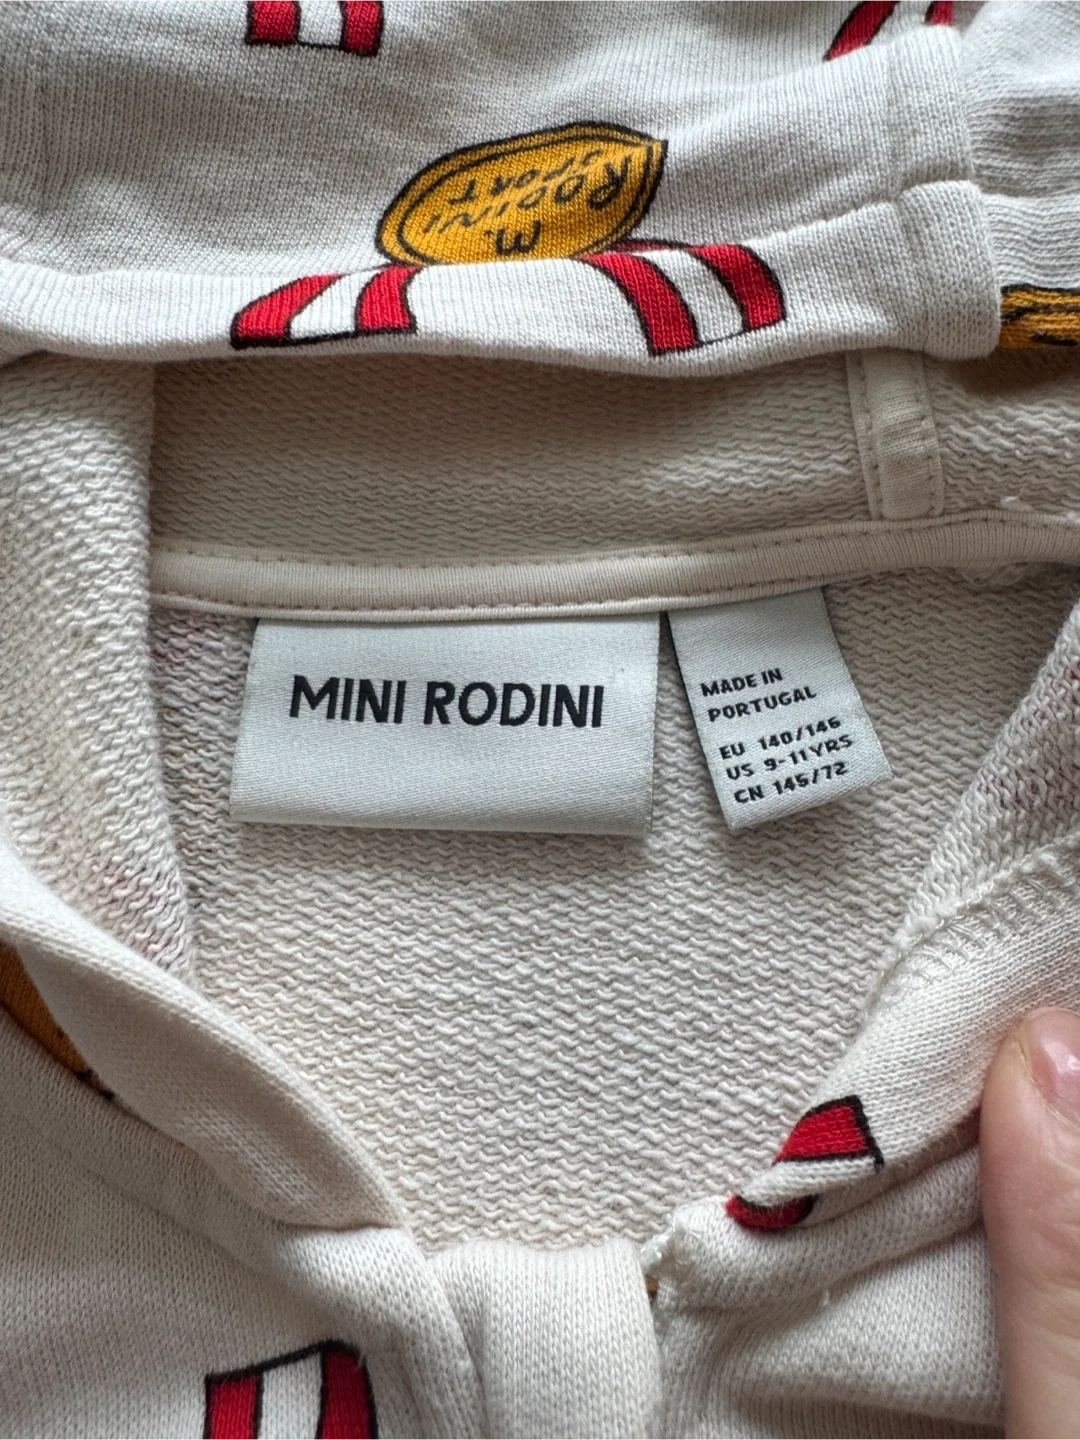 M.
RODINI
SPORT
MINI RODINI
MADE IN
PORTUGAL
EU 140/146
US 9-11YRS
CN 145/72